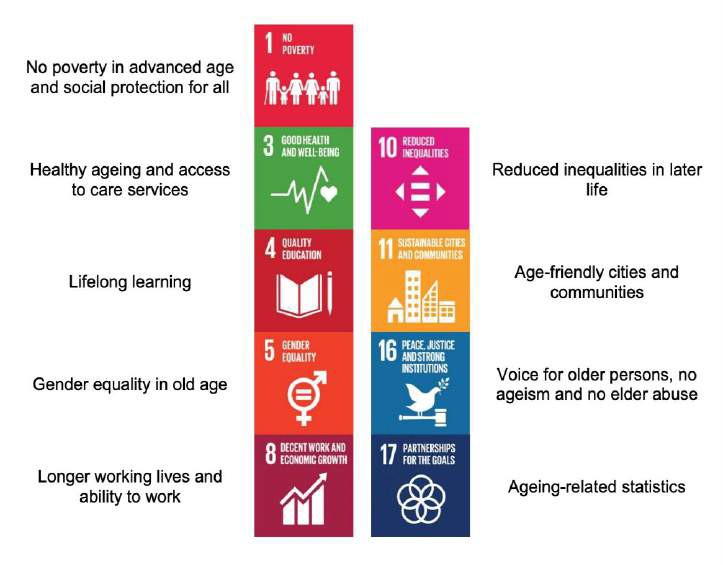 No poverty in advanced age
and social protection for all
1 NO
POVERTY
Healthy ageing and access
to care services
3 GOOD HEALTH
AND WELL-BEING
10 REDUCED
INEQUALITIES
Reduced inequalities in later
life
Lifelong learning
4 QUALITY
EDUCATION
11 SUSTAINABLE CITIES
AND COMMUNITIES
Age-friendly cities and
communities
Gender equality in old age
5 GENDER
EQUALITY
16 PEACE, JUSTICE
AND STRONG
INSTITUTIONS
Voice for older persons, no
ageism and no elder abuse
Longer working lives and
ability to work
8 DECENT WORK AND
ECONOMIC GROWTH
17 PARTNERSHIPS
FOR THE GOALS
Ageing-related statistics